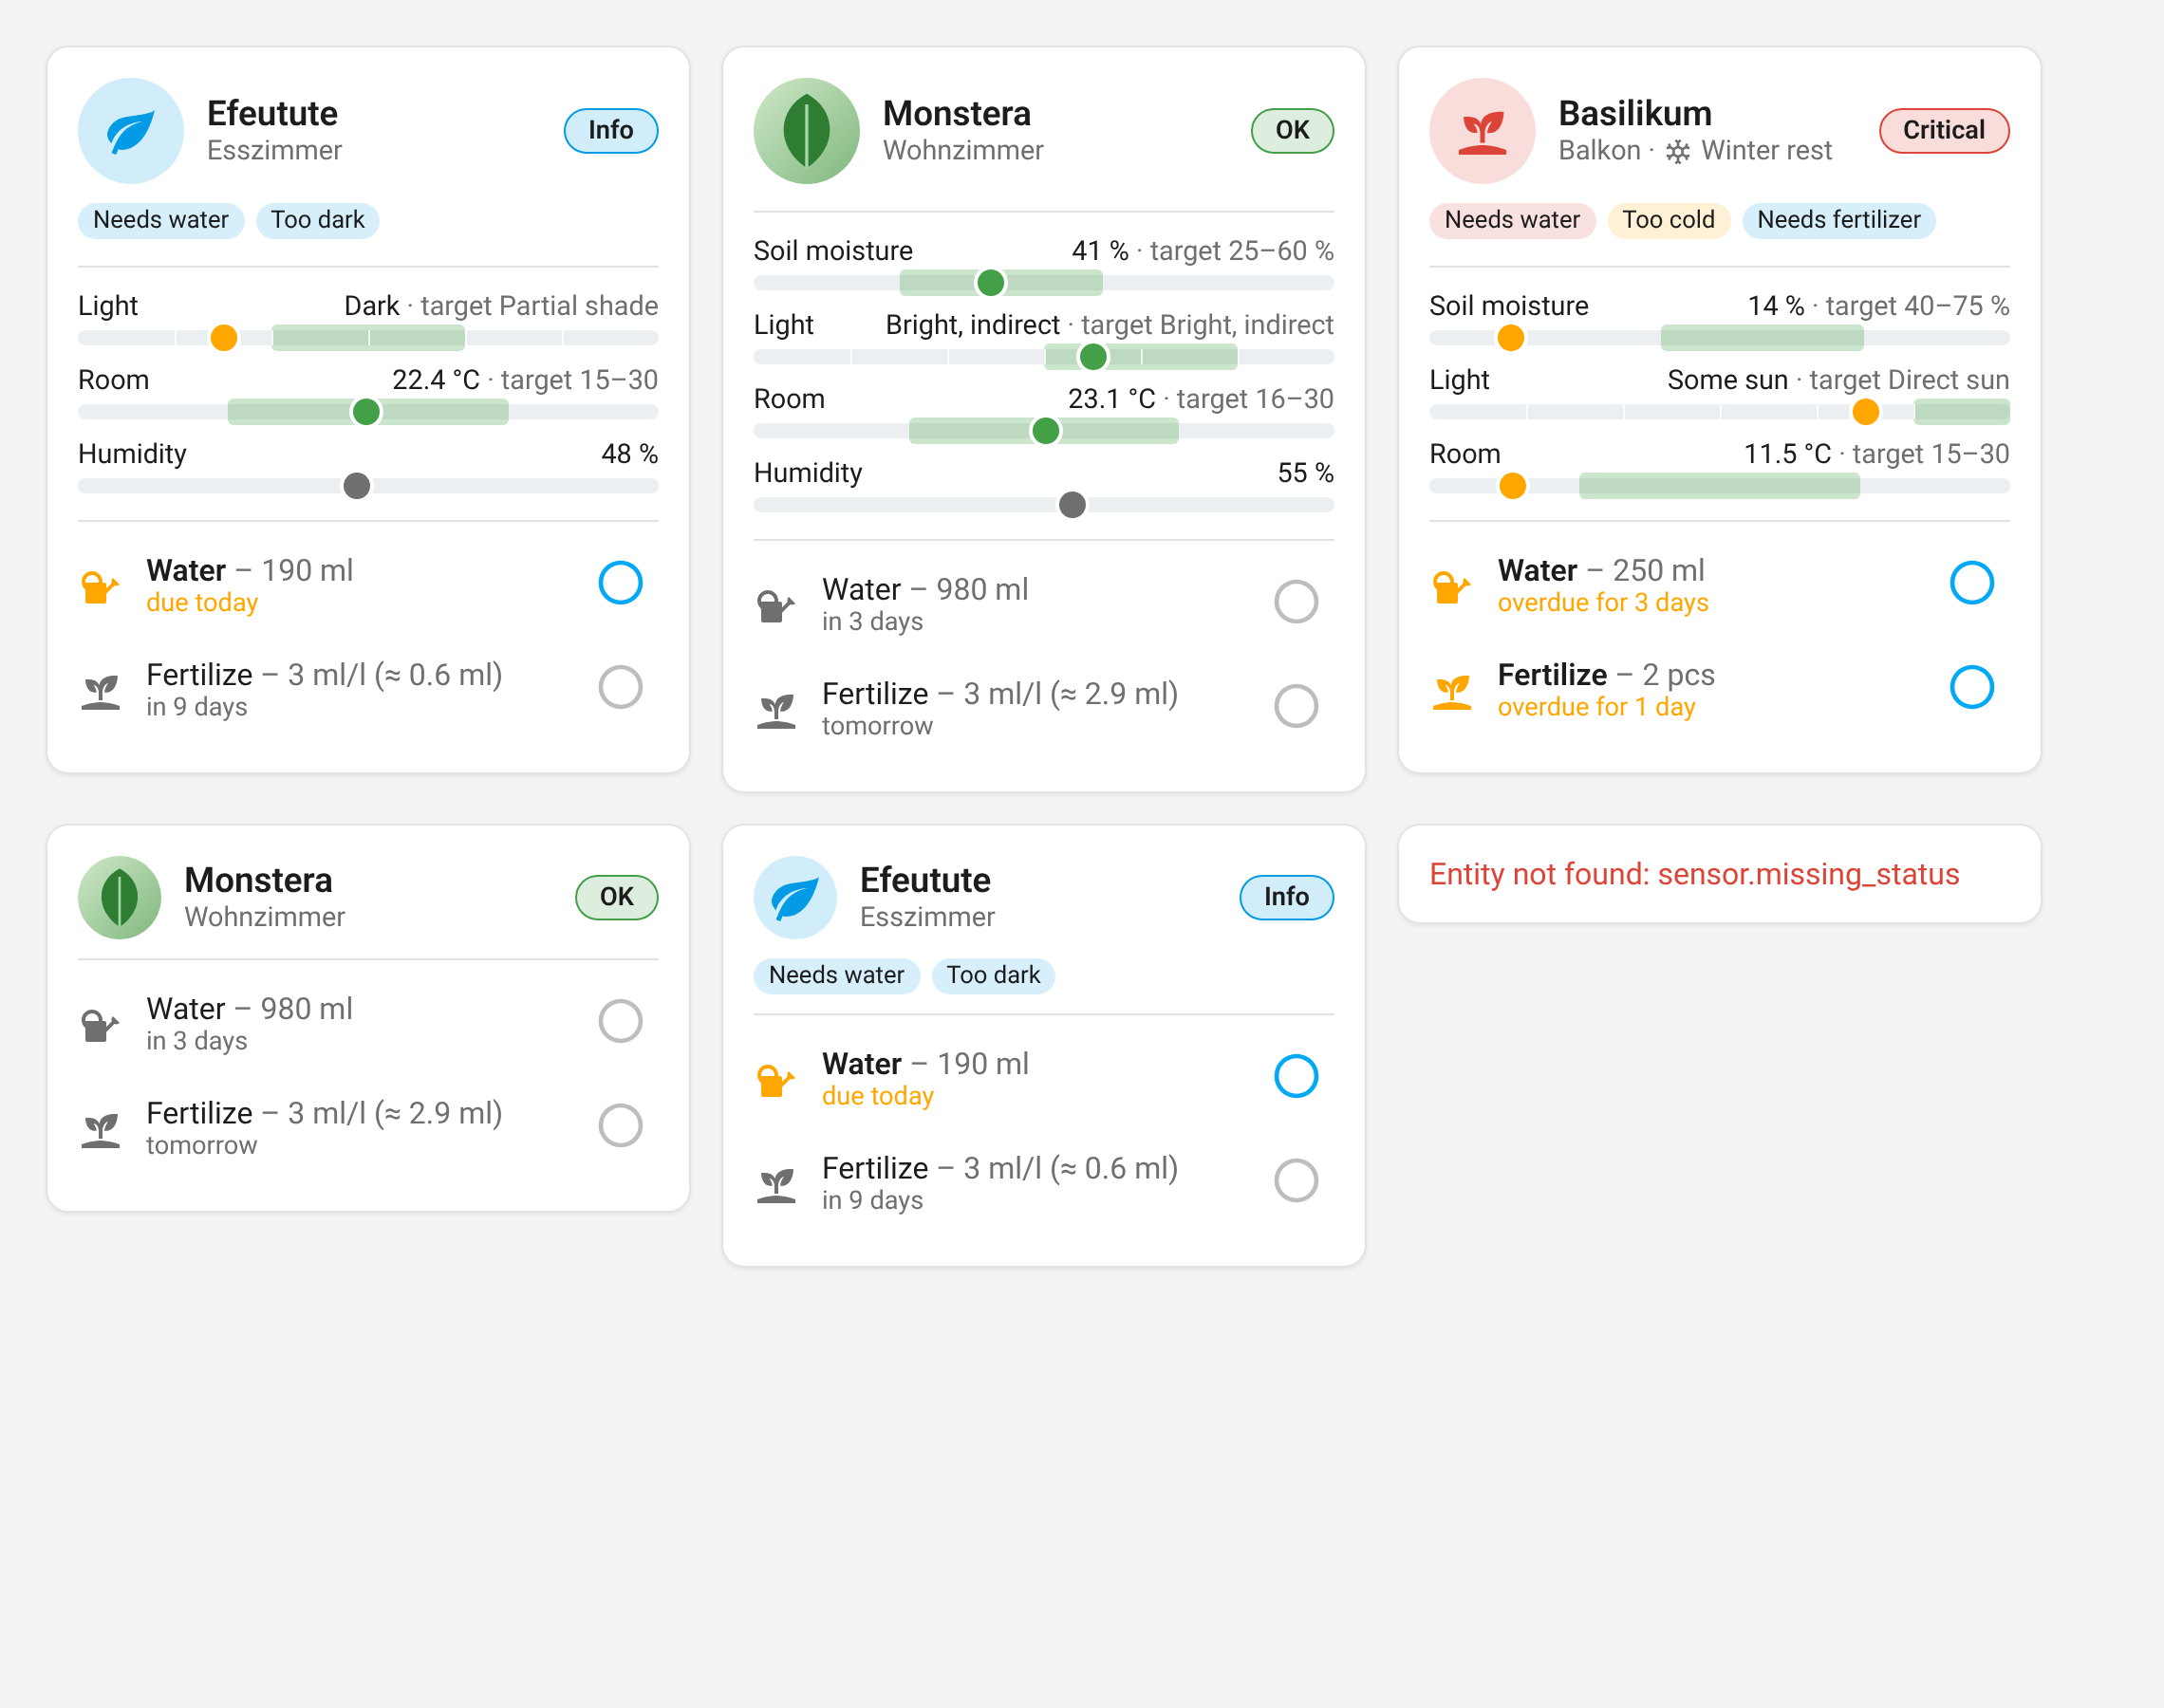 Efeutute
Esszimmer
Info
Needs water
Too dark
Light
Dark · target Partial shade
Room
22.4 °C · target 15–30
Humidity
48 %
Water – 190 ml
due today
Fertilize – 3 ml/l (≈ 0.6 ml)
in 9 days
Monstera
Wohnzimmer
OK
Soil moisture
41 % · target 25–60 %
Light
Bright, indirect · target Bright, indirect
Room
23.1 °C · target 16–30
Humidity
55 %
Water – 980 ml
in 3 days
Fertilize – 3 ml/l (≈ 2.9 ml)
tomorrow
Basilikum
Balkon · Winter rest
Critical
Needs water
Too cold
Needs fertilizer
Soil moisture
14 % · target 40–75 %
Light
Some sun · target Direct sun
Room
11.5 °C · target 15–30
Water – 250 ml
overdue for 3 days
Fertilize – 2 pcs
overdue for 1 day
Monstera
Wohnzimmer
OK
Water – 980 ml
in 3 days
Fertilize – 3 ml/l (≈ 2.9 ml)
tomorrow
Efeutute
Esszimmer
Info
Needs water
Too dark
Water – 190 ml
due today
Fertilize – 3 ml/l (≈ 0.6 ml)
in 9 days
Entity not found: sensor.missing_status